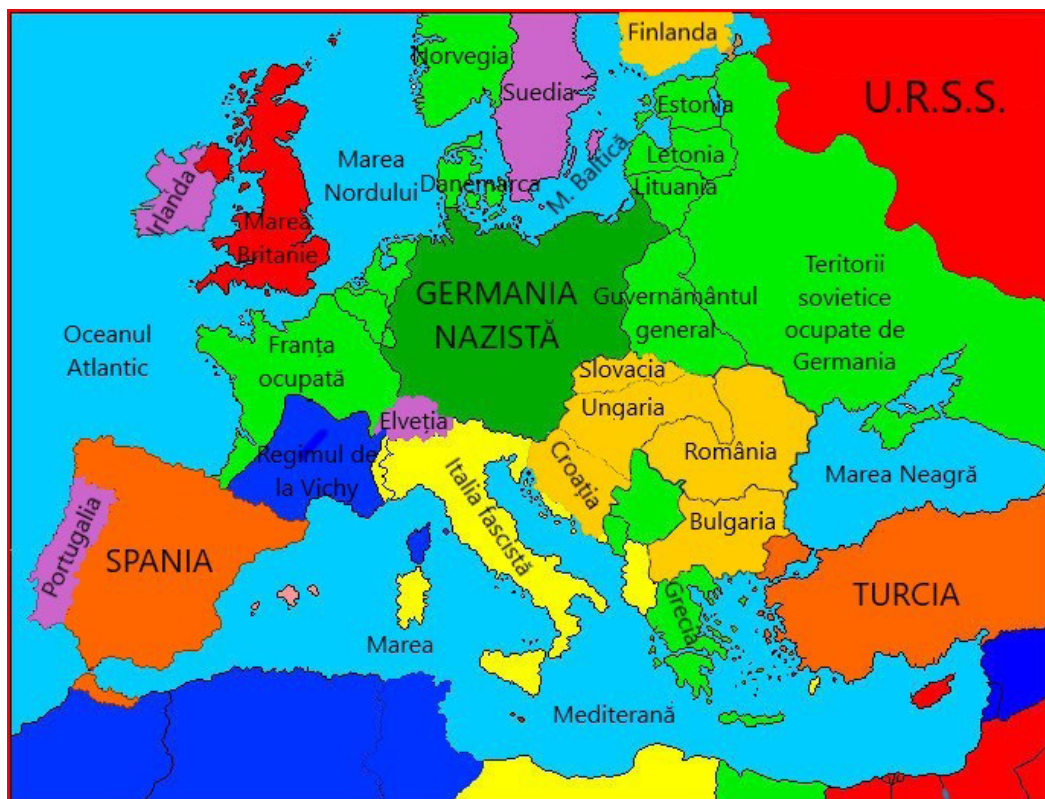 Finlanda
Norvegia
Suedia
U.R.S.S.
Estonia
Letonia
Lituania
Marea
Nordului
Danemarca
M. Baltică
Irlanda
Marea
Britanie
GERMANIA
NAZISTĂ
Guvernământul
general
Teritorii
sovietice
ocupate de
Germania
Oceanul
Atlantic
Franța
ocupată
Slovacia
Ungaria
Elveția
Croația
România
Regimul de
la Vichy
Italia fascistă
Marea Neagră
Bulgaria
Portugalia
SPANIA
TURCIA
Grecia
Marea
Mediterană